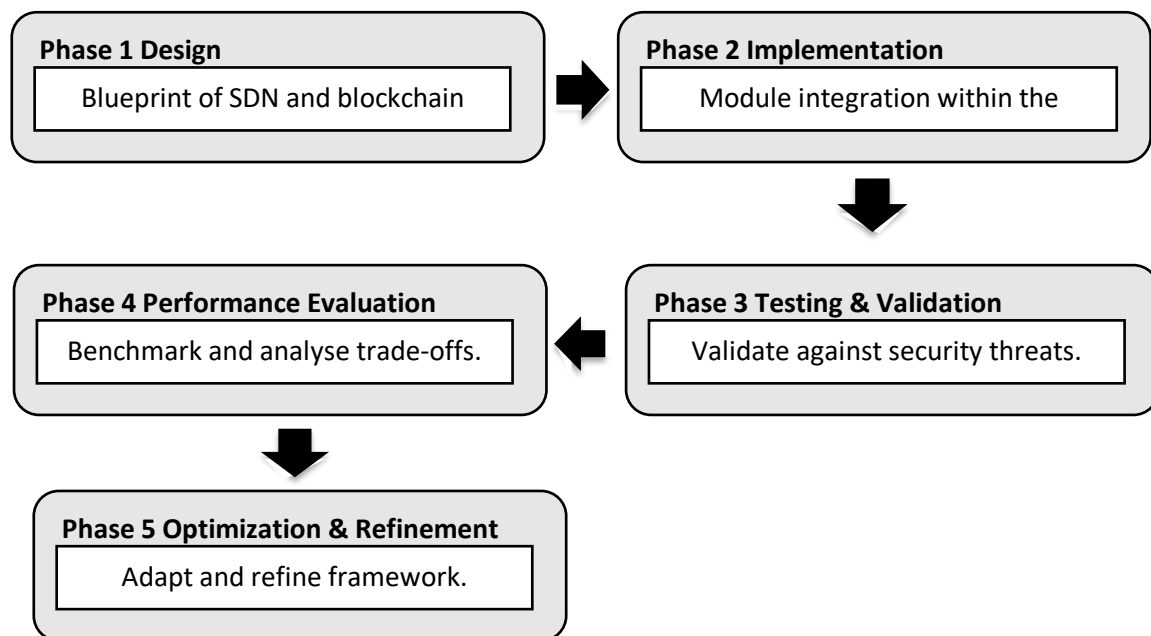 Phase 1 Design
Blueprint of SDN and blockchain
Phase 2 Implementation
Module integration within the
Phase 3 Testing & Validation
Validate against security threats.
Phase 4 Performance Evaluation
Benchmark and analyse trade-offs.
Phase 5 Optimization & Refinement
Adapt and refine framework.